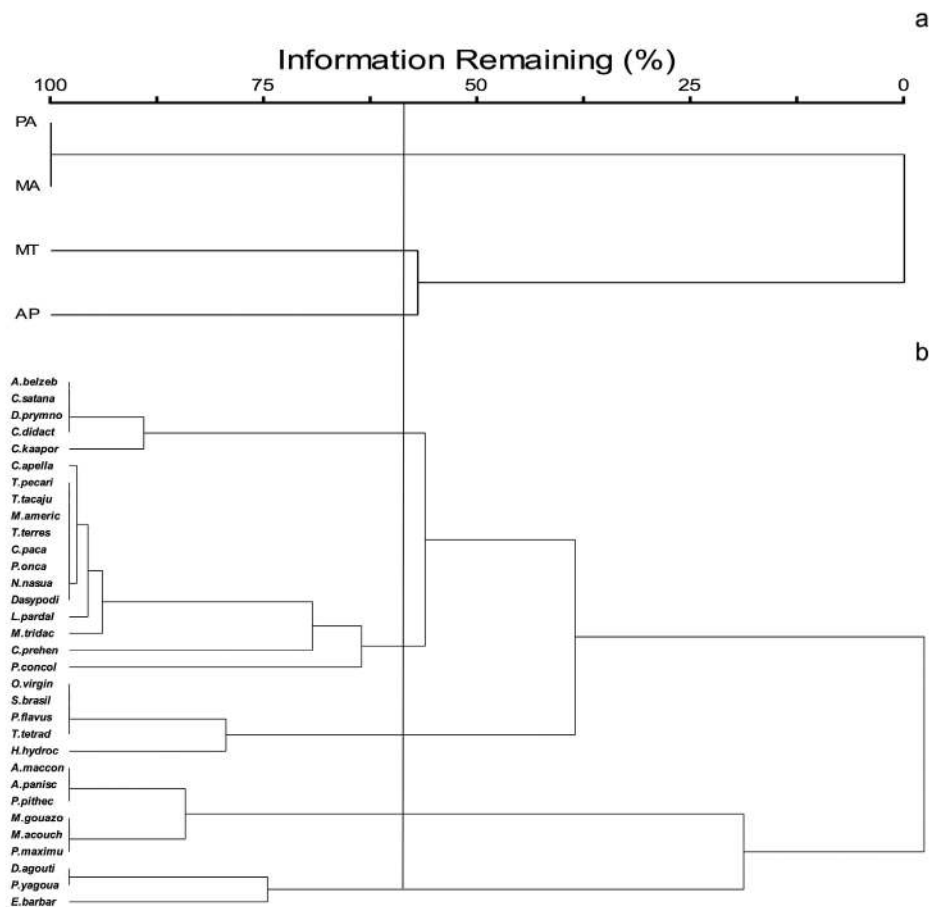 a
Information Remaining (%)
100 75 50 25 0
PA
MA
MT
AP
b
A.belzeb
C.satana
D.prymno
C.didact
C.kaapor
C.apella
T.pecari
T.tacaju
M.americ
T.terres
C.paca
P.onca
N.nasua
Dasypodi
L.pardal
M.tridac
C.prehen
P.concol
O.virgin
S.brasil
P.flavus
T.tetrad
H.hydroc
A.maccon
A.panisc
P.pithec
M.gouazo
M.acouch
P.maximu
D.agouti
P.yagoua
E.barbar